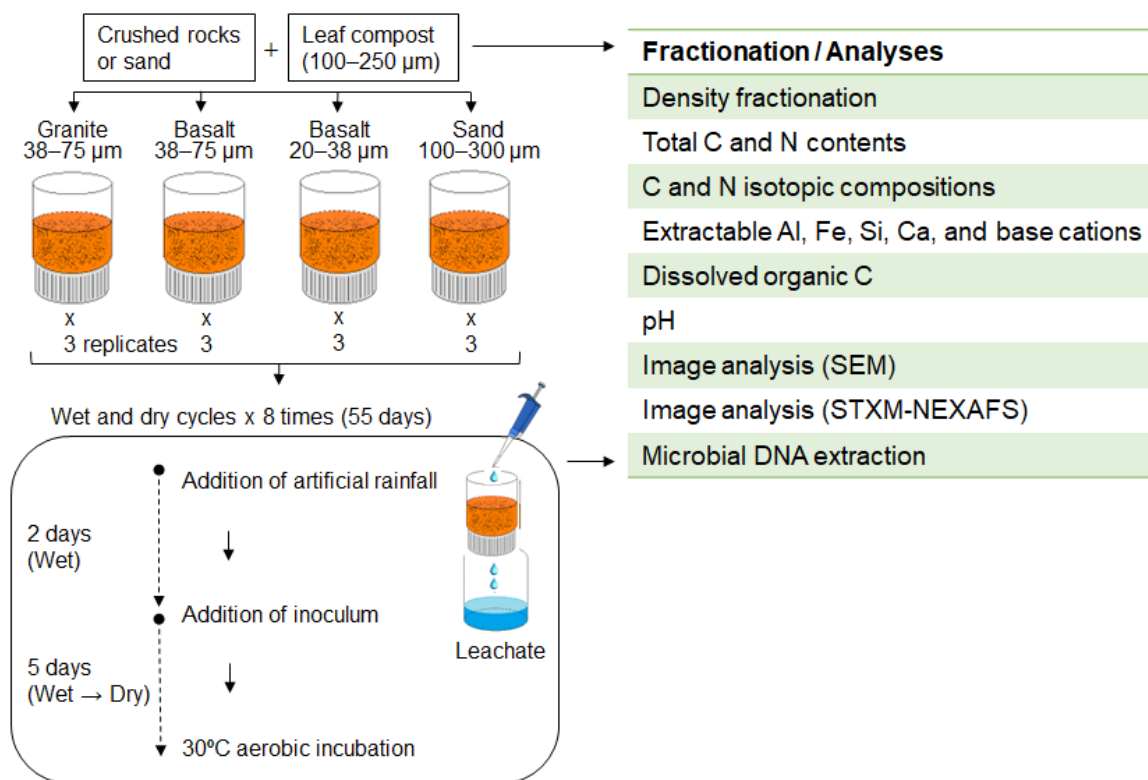 Crushed rocks
or sand
+
Leaf compost
(100–250 µm)
Granite
38–75 µm
Basalt
38–75 µm
Basalt
20–38 µm
Sand
100–300 µm
x
3 replicates
x
3
x
3
x
3
Wet and dry cycles x 8 times (55 days)
Addition of artificial rainfall
2 days
(Wet)
Addition of inoculum
5 days
(Wet → Dry)
30ºC aerobic incubation
Leachate
Fractionation / Analyses
Density fractionation
Total C and N contents
C and N isotopic compositions
Extractable Al, Fe, Si, Ca, and base cations
Dissolved organic C
pH
Image analysis (SEM)
Image analysis (STXM-NEXAFS)
Microbial DNA extraction